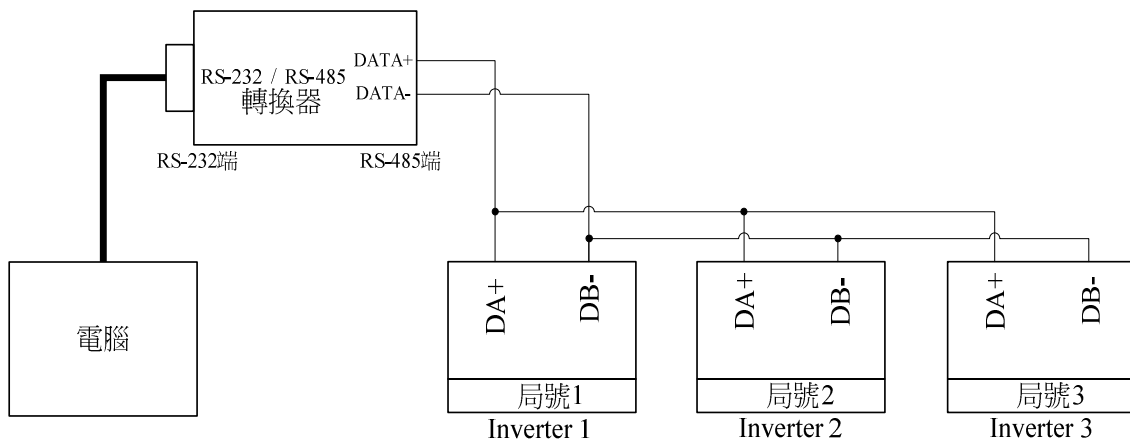 DATA+
RS-232 / RS-485
DATA-
轉換器
RS-232端
RS-485端
電腦
DA+
DB-
DA+
DB-
DA+
DB-
局號1
局號2
局號3
Inverter 1
Inverter 2
Inverter 3